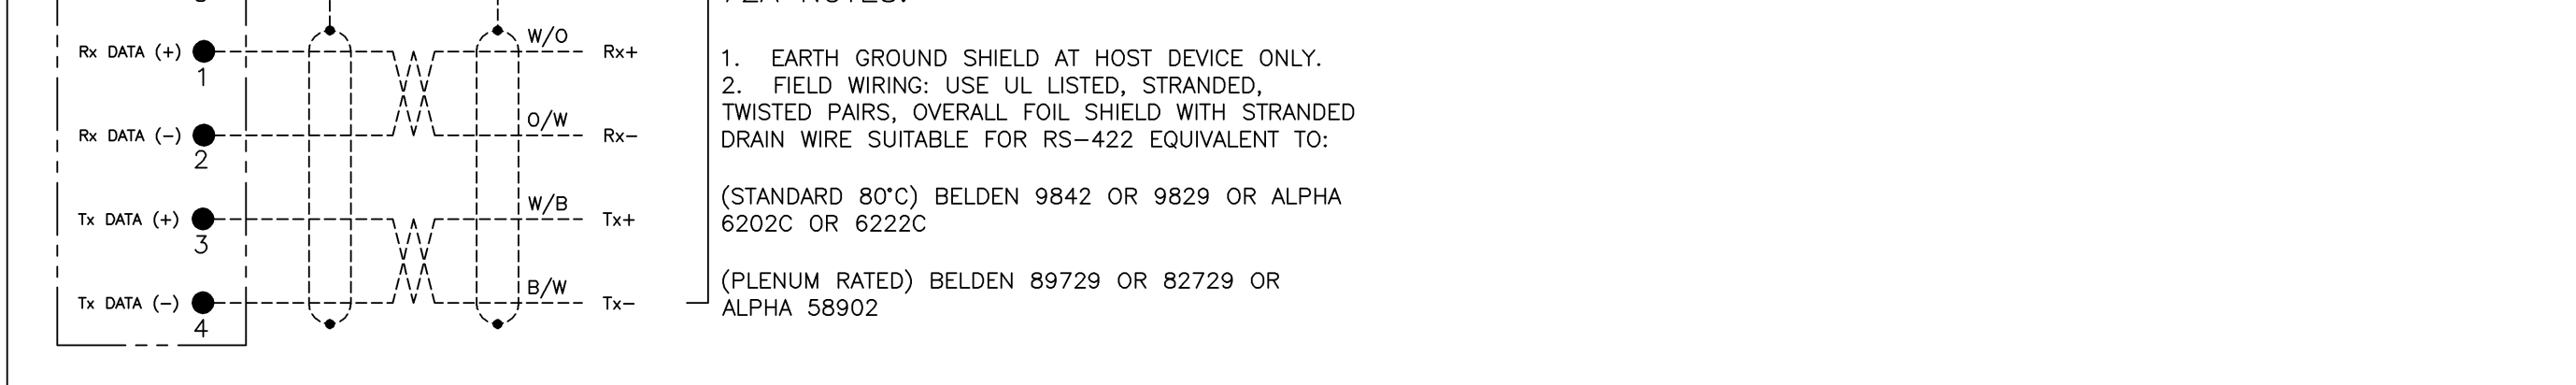 NOTES:
W/O
Rx DATA (+)
Rx+
1
O/W
Rx DATA (-)
Rx-
2
W/B
Tx DATA (+)
Tx+
3
B/W
Tx DATA (-)
Tx-
4
1. EARTH GROUND SHIELD AT HOST DEVICE ONLY.
2. FIELD WIRING: USE UL LISTED, STRANDED,
TWISTED PAIRS, OVERALL FOIL SHIELD WITH STRANDED
DRAIN WIRE SUITABLE FOR RS-422 EQUIVALENT TO:
(STANDARD 80°C) BELDEN 9842 OR 9829 OR ALPHA
6202C OR 6222C
(PLENUM RATED) BELDEN 89729 OR 82729 OR
ALPHA 58902